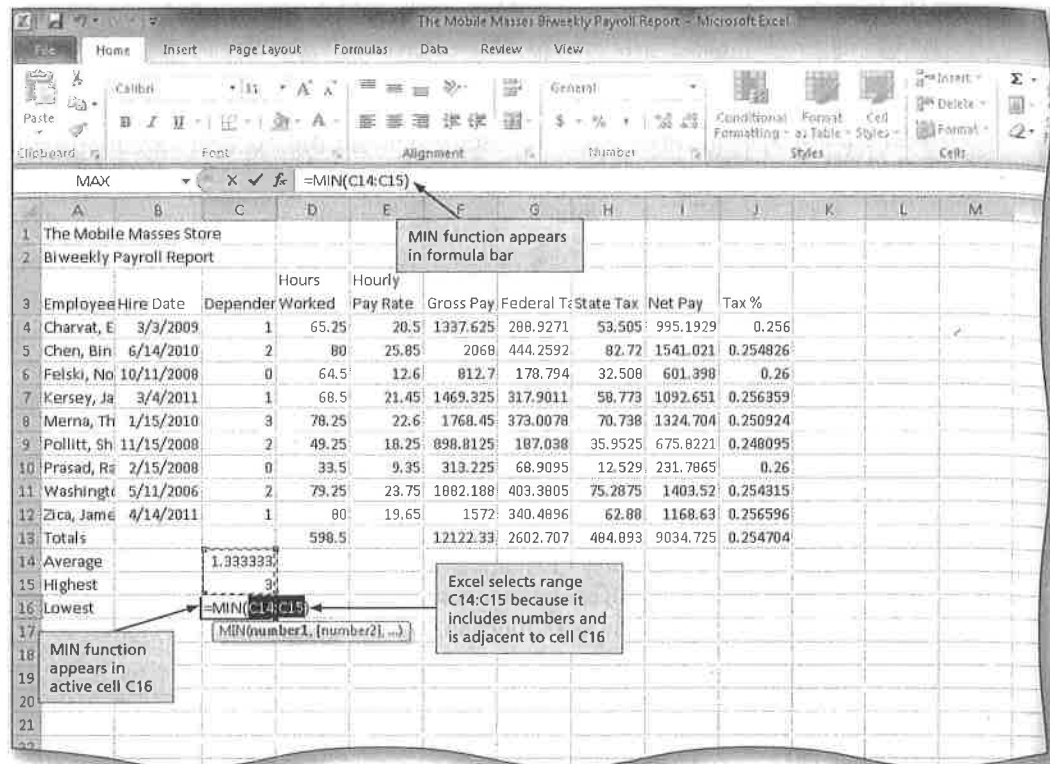 The Mobile Masses Biweekly Payroll Report - Microsoft Excel
File Home Insert Page Layout Formulas Data Review View
Calibri 11 A A General Insert Σ
Paste B I U A $ % , Conditional Format Cell Delete
Formatting as Table Styles Format
Clipboard Font Alignment Number Styles Cells
MAX X ✓ fx =MIN(C14:C15)
A B C D E F G H I J K L M
MIN function appears
in formula bar
1 The Mobile Masses Store
2 Biweekly Payroll Report
Hours Hourly
3 Employee Hire Date Depender Worked Pay Rate Gross Pay Federal Ta State Tax Net Pay Tax %
4 Charvat, E 3/3/2009 1 65.25 20.5 1337.625 288.9271 53.505 995.1929 0.256
5 Chen, Bin 6/14/2010 2 80 25.85 2068 444.2592 82.72 1541.021 0.254826
6 Felski, No 10/11/2008 0 64.5 12.6 812.7 178.794 32.508 601.398 0.26
7 Kersey, Ja 3/4/2011 1 68.5 21.45 1469.325 317.9011 58.773 1092.651 0.256359
8 Merna, Th 1/15/2010 3 78.25 22.6 1768.45 373.0078 70.738 1324.704 0.250924
9 Pollitt, Sh 11/15/2008 2 49.25 18.25 898.8125 187.038 35.9525 675.8221 0.248095
10 Prasad, Ra 2/15/2008 0 33.5 9.35 313.225 68.9095 12.529 231.7865 0.26
11 Washingt 5/11/2006 2 79.25 23.75 1882.188 403.3805 75.2875 1403.52 0.254315
12 Zica, Jame 4/14/2011 1 80 19.65 1572 340.4896 62.88 1168.63 0.256596
13 Totals 598.5 12122.33 2602.707 484.893 9034.725 0.254704
14 Average 1.333333
15 Highest 3
16 Lowest =MIN(C14:C15)
17 MIN(number1, [number2], ...)
Excel selects range
C14:C15 because it
includes numbers and
is adjacent to cell C16
MIN function
appears in
active cell C16
18
19
20
21
22